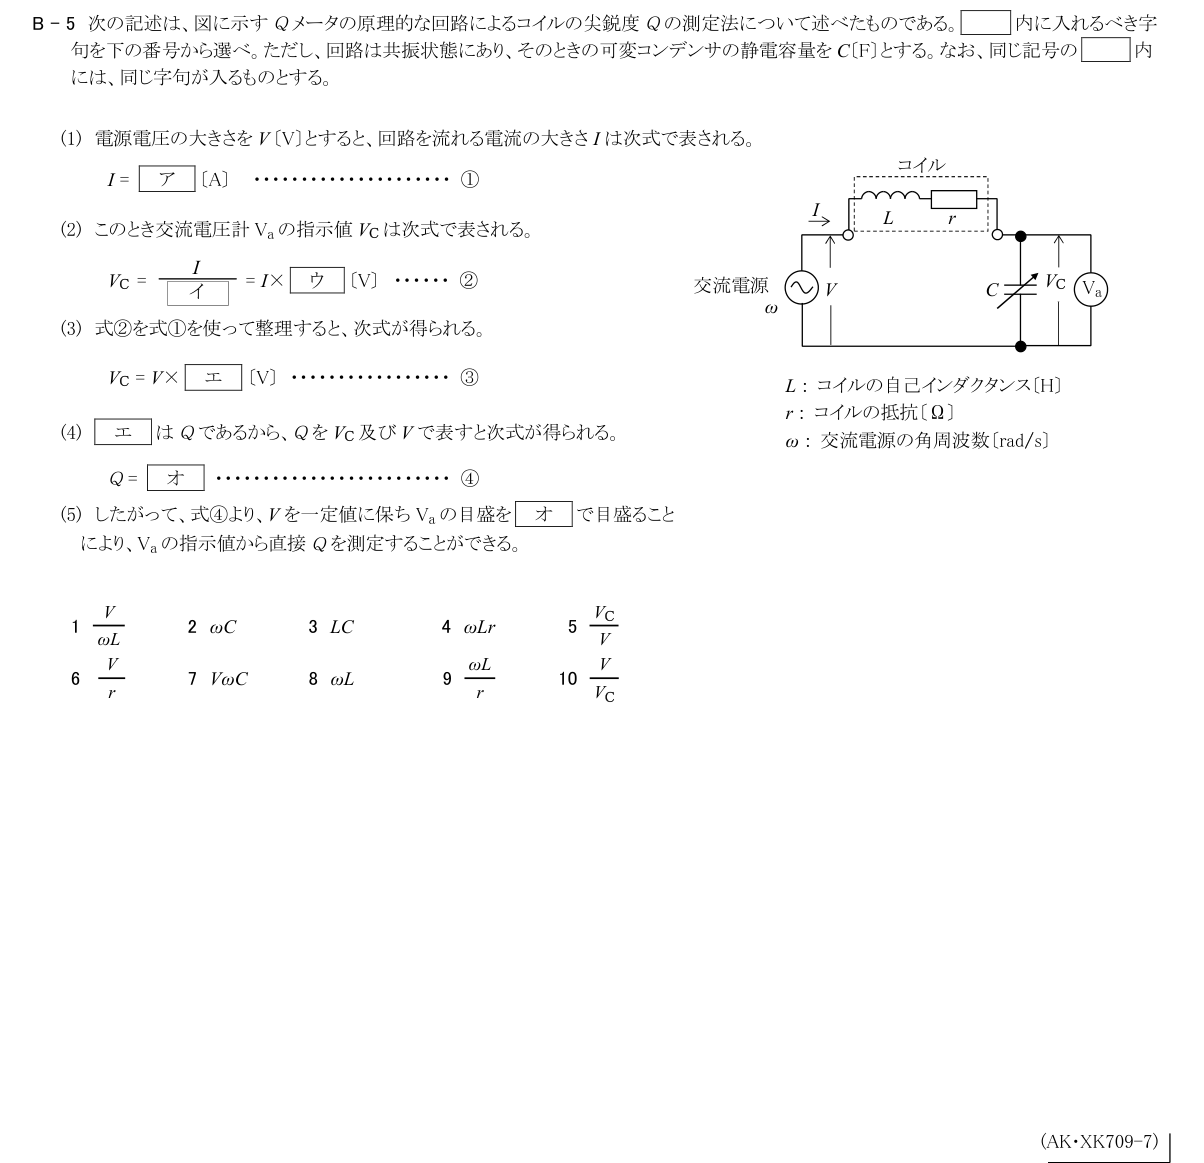 B－5 次の記述は、図に示す Qメータの原理的な回路によるコイルの尖鋭度 Qの測定法について述べたものである。 内に入れるべき字
句を下の番号から選べ。ただし、回路は共振状態にあり、そのときの可変コンデンサの静電容量を C〔F〕とする。なお、同じ記号の 内
には、同じ字句が入るものとする。
(1) 電源電圧の大きさを V〔V〕とすると、回路を流れる電流の大きさ I は次式で表される。
I = ア 〔A〕 ・・・・・・・・・・・・・・・・・・・・・ ①
(2) このとき交流電圧計 Vaの指示値 VCは次式で表される。
VC = I / イ = I× ウ 〔V〕 ・・・・・・ ②
(3) 式②を式①を使って整理すると、次式が得られる。
VC = V× エ 〔V〕 ・・・・・・・・・・・・・・・・・ ③
(4) エ は Qであるから、Qを VC 及び V で表すと次式が得られる。
Q = オ ・・・・・・・・・・・・・・・・・・・・・・・・・ ④
(5) したがって、式④より、Vを一定値に保ち Vaの目盛を オ で目盛ること
により、Vaの指示値から直接 Qを測定することができる。
コイル
I
L r
交流電源
ω
V
C
VC
Va
L : コイルの自己インダクタンス〔H〕
r : コイルの抵抗〔Ω〕
ω : 交流電源の角周波数〔rad/s〕
1 V/ωL 2 ωC 3 LC 4 ωLr 5 VC/V
6 V/r 7 VωC 8 ωL 9 ωL/r 10 V/VC
(AK・XK709-7)